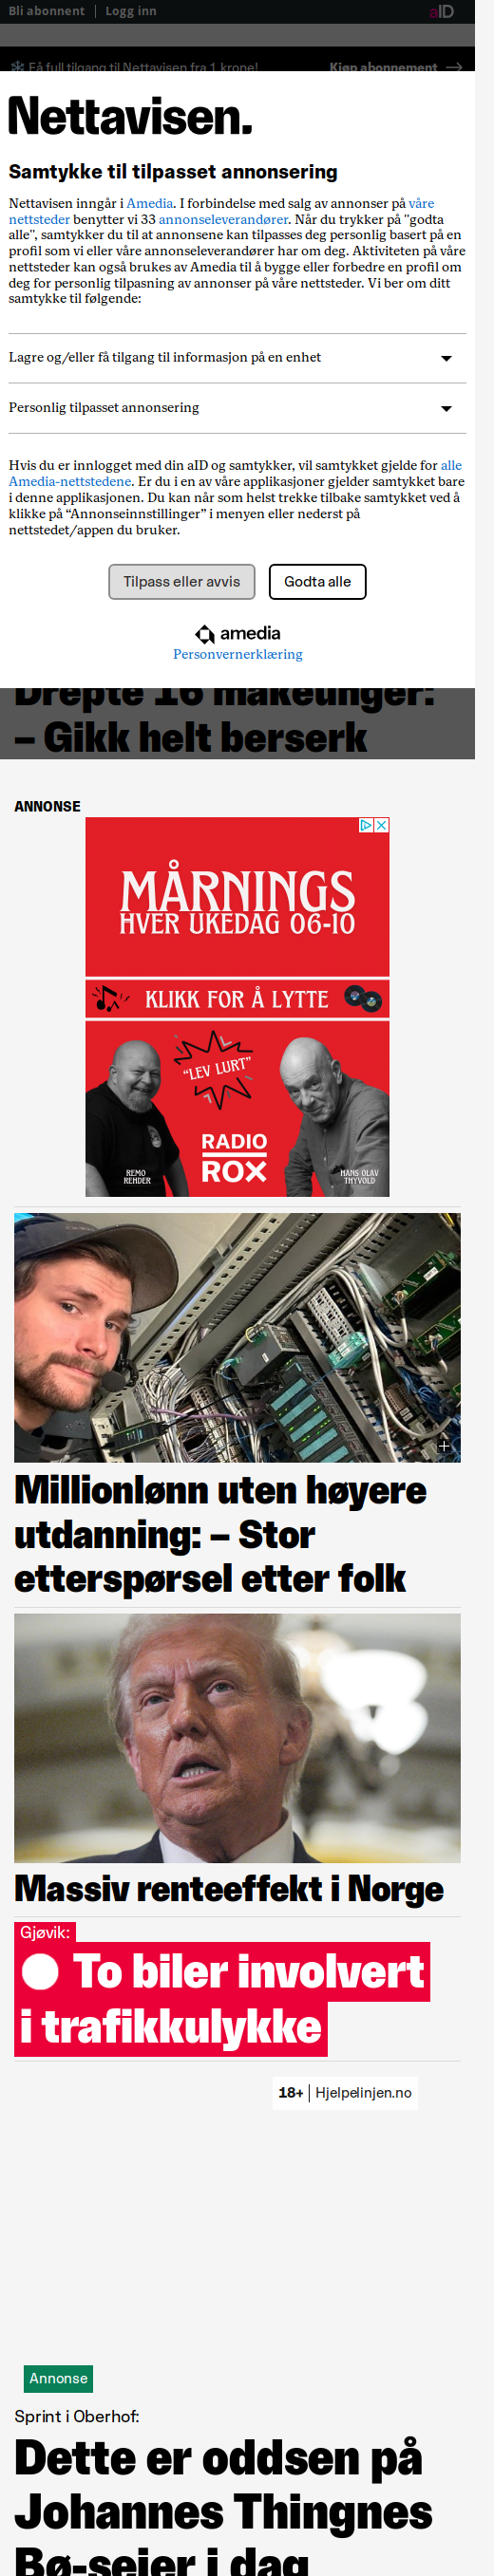 Bli abonnent | Logg inn
aID
Få full tilgang til Nettavisen fra 1 krone!
Kjøp abonnement
Nettavisen.
Samtykke til tilpasset annonsering
Nettavisen inngår i Amedia. I forbindelse med salg av annonser på våre
nettsteder benytter vi 33 annonseleverandører. Når du trykker på "godta
alle", samtykker du til at annonsene kan tilpasses deg personlig basert på en
profil som vi eller våre annonseleverandører har om deg. Aktiviteten på våre
nettsteder kan også brukes av Amedia til å bygge eller forbedre en profil om
deg for personlig tilpasning av annonser på våre nettsteder. Vi ber om ditt
samtykke til følgende:
Lagre og/eller få tilgang til informasjon på en enhet
Personlig tilpasset annonsering
Hvis du er innlogget med din aID og samtykker, vil samtykket gjelde for alle
Amedia-nettstedene. Er du i en av våre applikasjoner gjelder samtykket bare
i denne applikasjonen. Du kan når som helst trekke tilbake samtykket ved å
klikke på “Annonseinnstillinger” i menyen eller nederst på
nettstedet/appen du bruker.
Tilpass eller avvis
Godta alle
amedia
Personvernerklæring
Drepte 16 måkeunger:
– Gikk helt berserk
ANNONSE
MÅRNINGS
HVER UKEDAG 06-10
KLIKK FOR Å LYTTE
“LEV LURT”
RADIO
ROX
REMO
REHDER
HANS OLAV
THYVOLD
Millionlønn uten høyere
utdanning: – Stor
etterspørsel etter folk
Massiv renteeffekt i Norge
Gjøvik:
To biler involvert
i trafikkulykke
18+ | Hjelpelinjen.no
Annonse
Sprint i Oberhof:
Dette er oddsen på
Johannes Thingnes
Bø-seier i dag